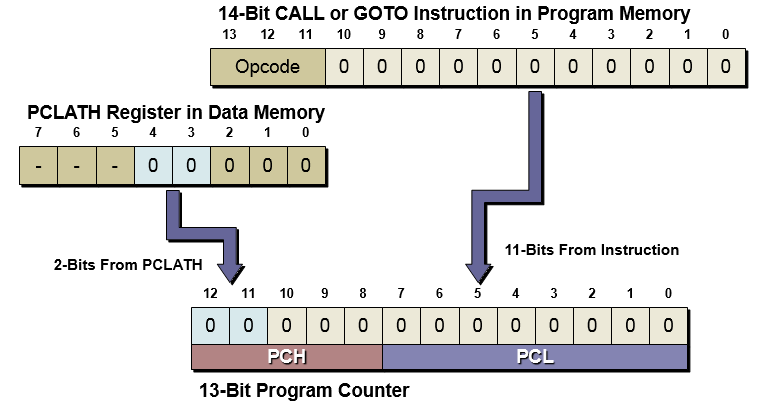 14-Bit CALL or GOTO Instruction in Program Memory
13 12 11 10 9 8 7 6 5 4 3 2 1 0
Opcode 0 0 0 0 0 0 0 0 0 0 0
PCLATH Register in Data Memory
7 6 5 4 3 2 1 0
- - - 0 0 0 0 0
2-Bits From PCLATH
11-Bits From Instruction
12 11 10 9 8 7 6 5 4 3 2 1 0
0 0 0 0 0 0 0 0 0 0 0 0 0
PCH PCL
13-Bit Program Counter